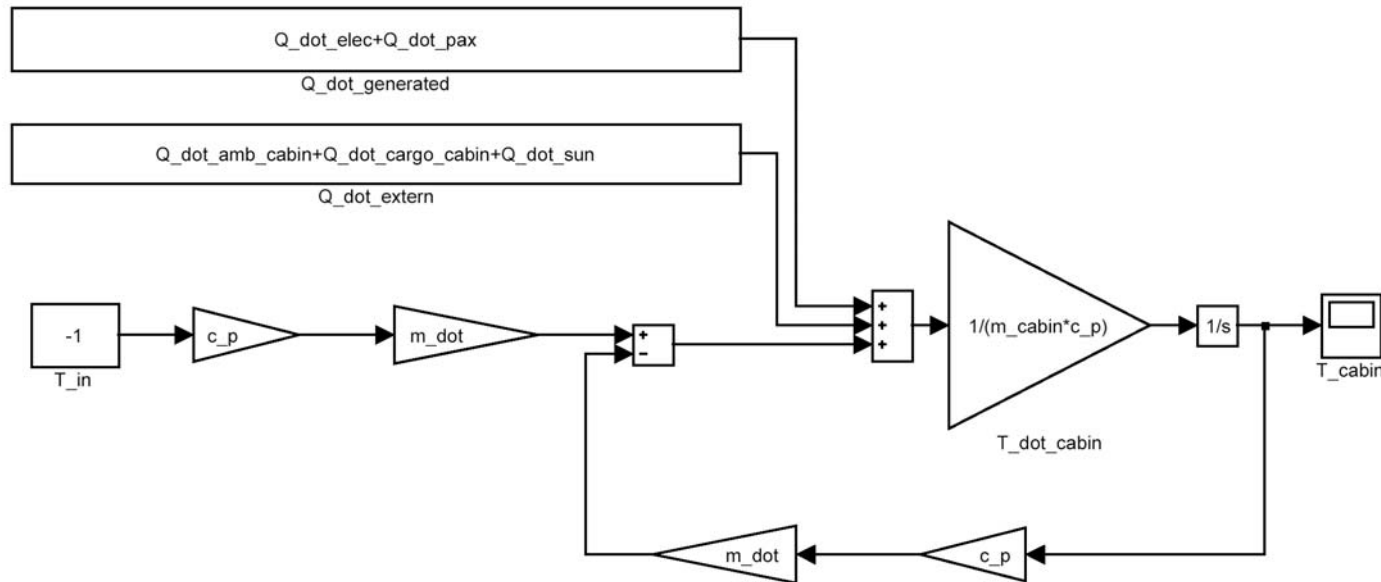 Q_dot_elec+Q_dot_pax
Q_dot_generated
Q_dot_amb_cabin+Q_dot_cargo_cabin+Q_dot_sun
Q_dot_extern
-1
T_in
c_p
m_dot
+
−
+
+
+
1/(m_cabin*c_p)
T_dot_cabin
1/s
T_cabin
m_dot
c_p